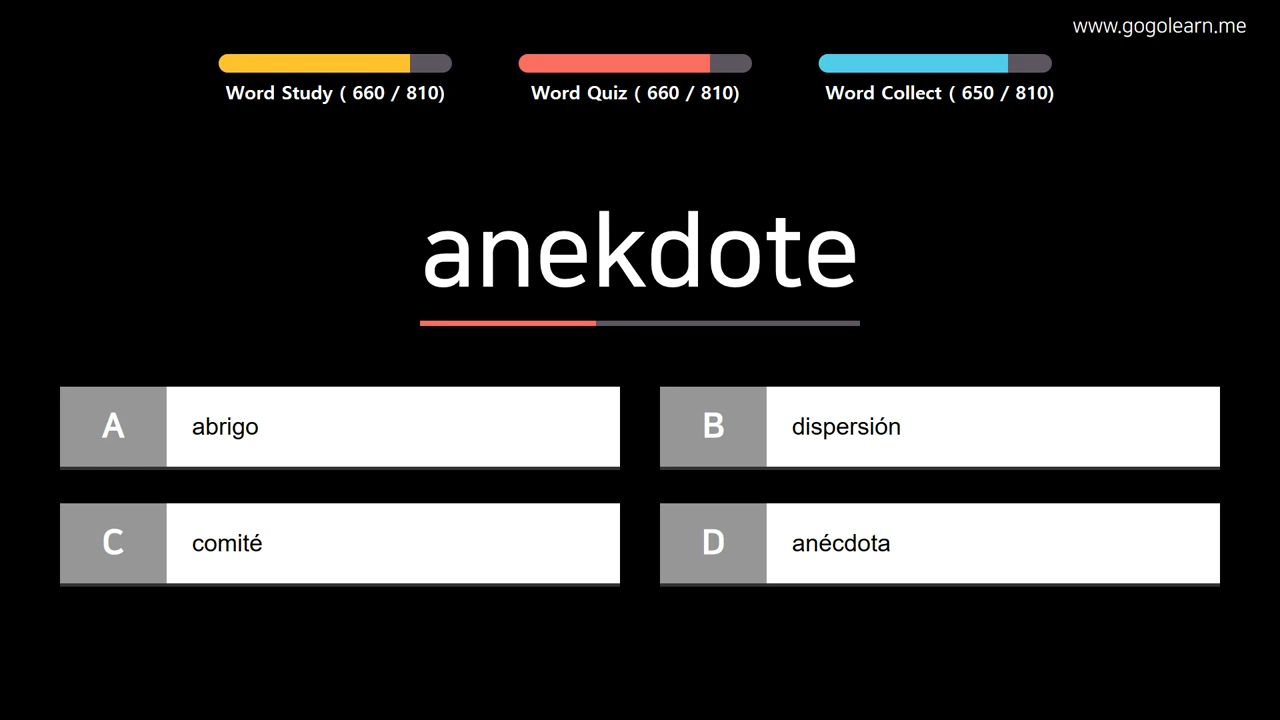 www.gogolearn.me
Word Study ( 660 / 810)
Word Quiz ( 660 / 810)
Word Collect ( 650 / 810)
anekdote
A abrigo
B dispersión
C comité
D anécdota